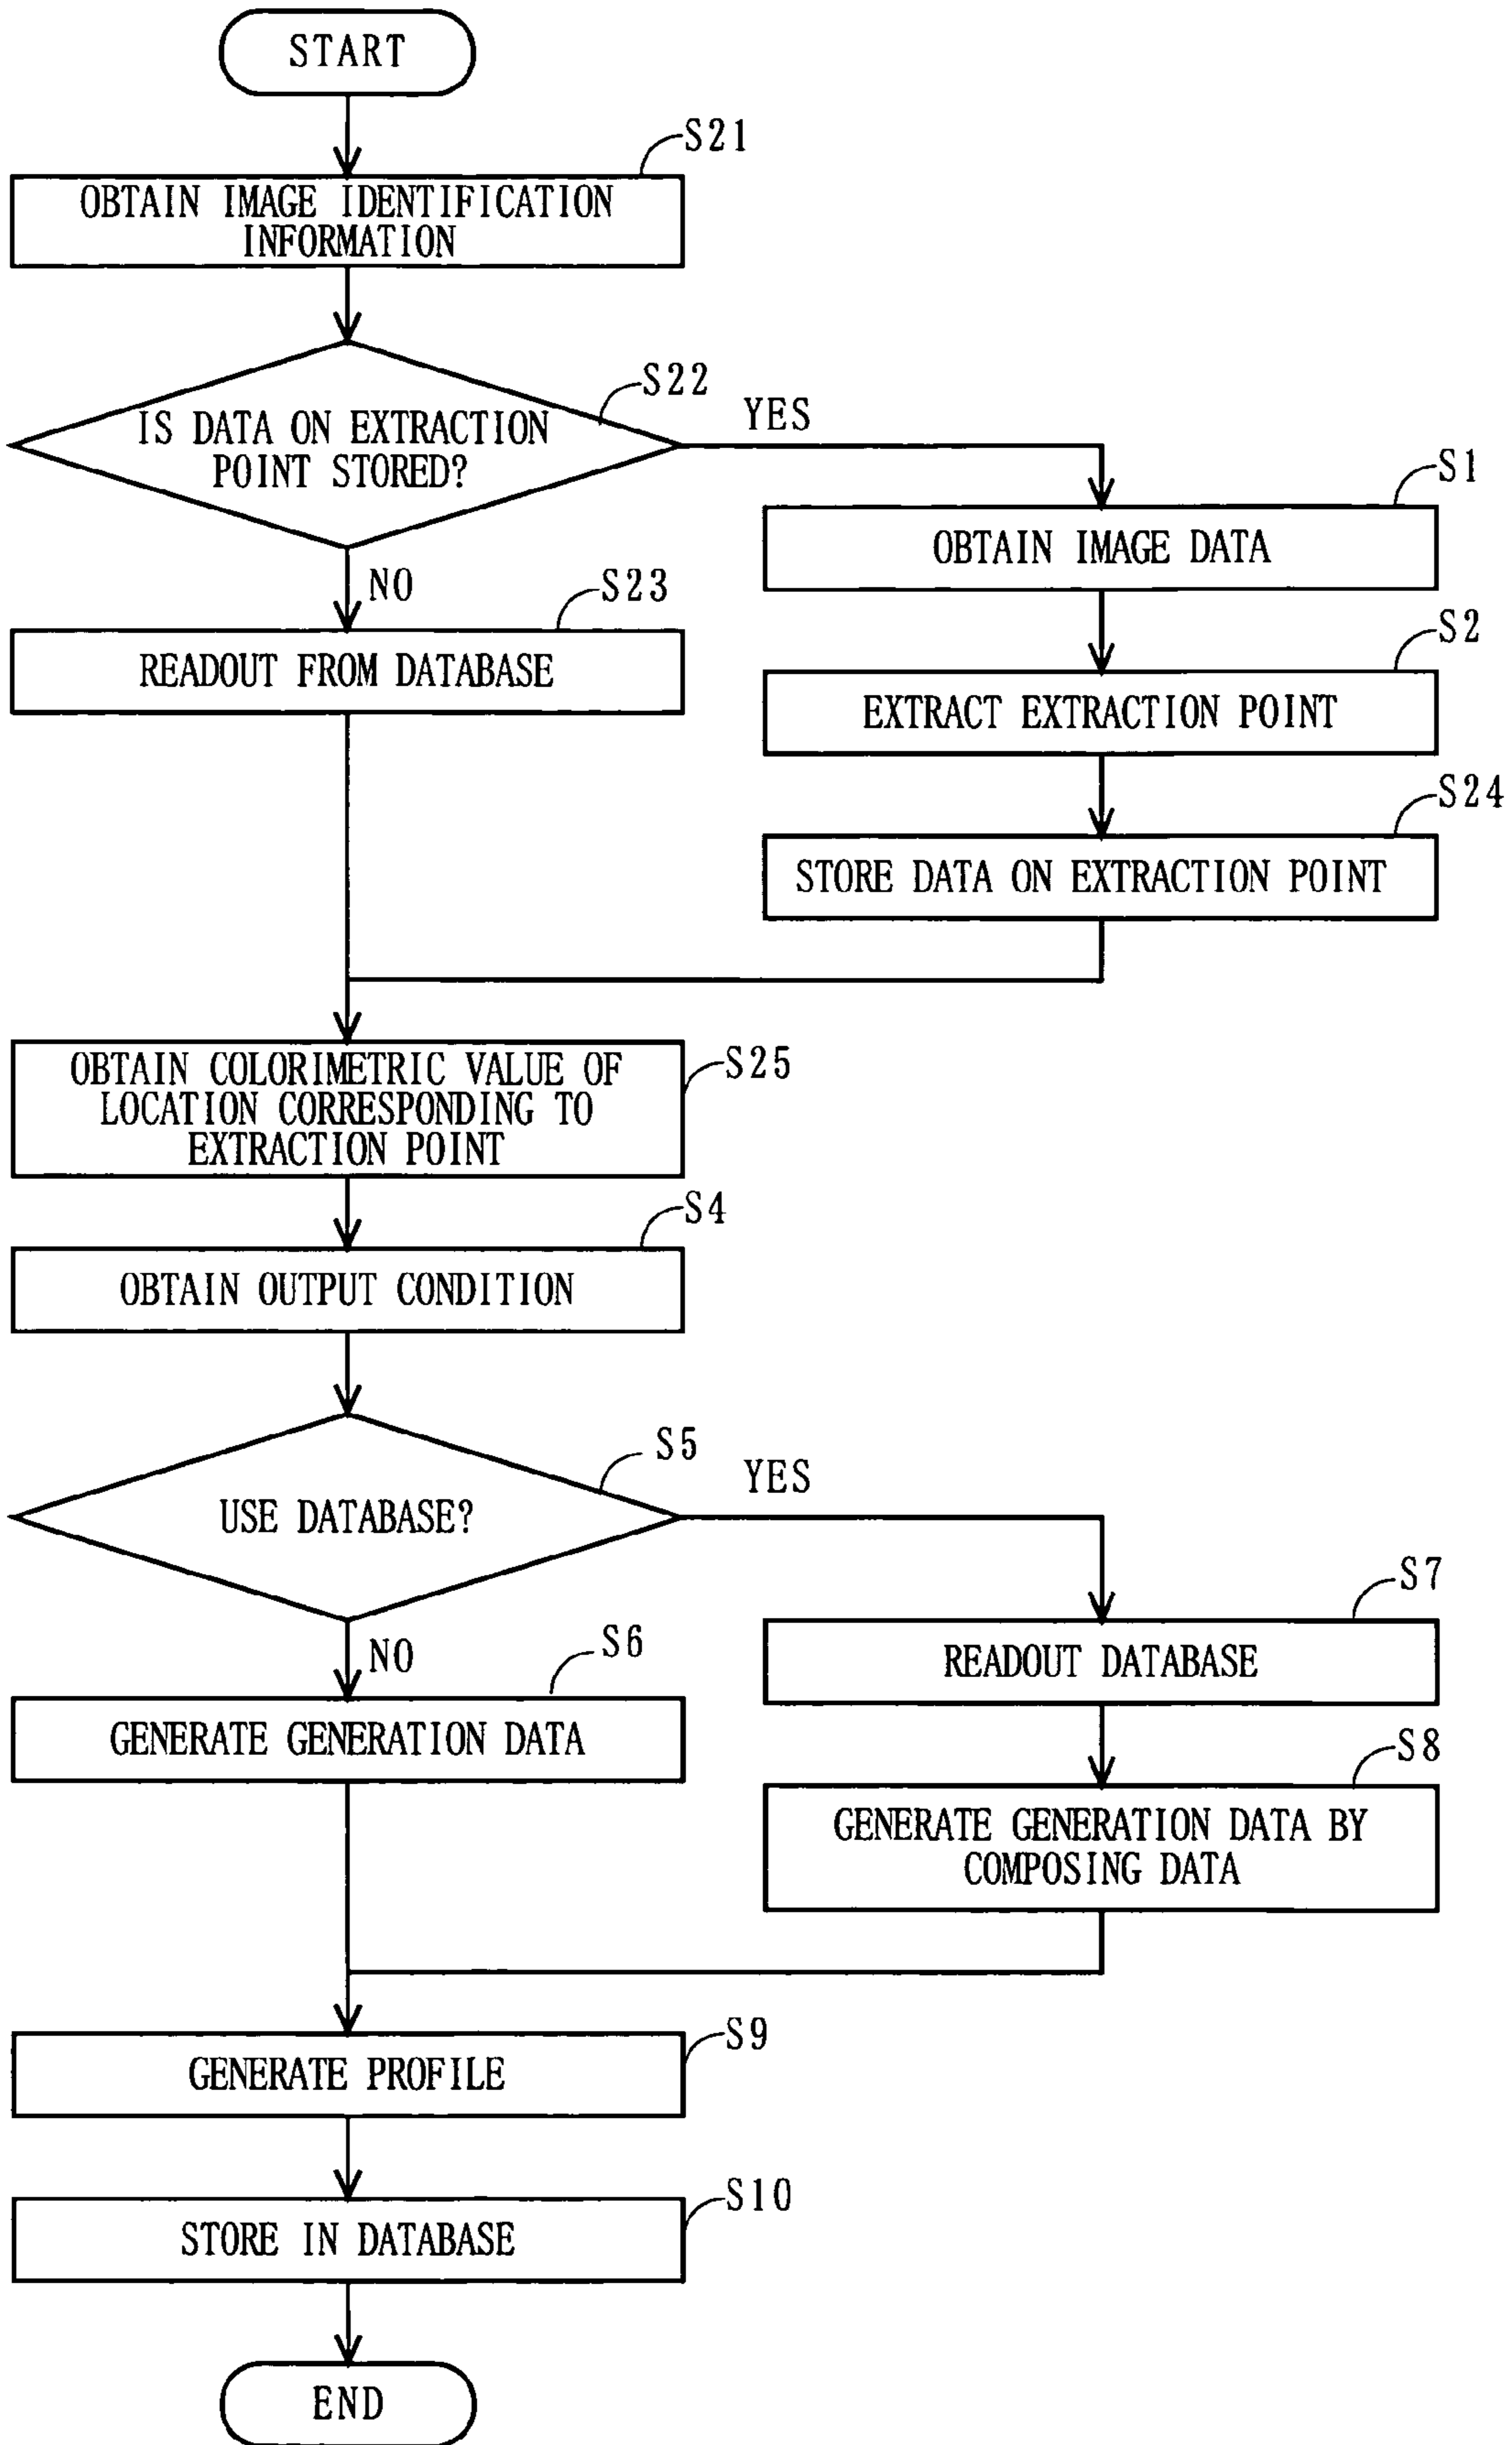 START
S21
OBTAIN IMAGE IDENTIFICATION
INFORMATION
S22
IS DATA ON EXTRACTION
POINT STORED?
YES
NO
S1
OBTAIN IMAGE DATA
S23
READOUT FROM DATABASE
S2
EXTRACT EXTRACTION POINT
S24
STORE DATA ON EXTRACTION POINT
S25
OBTAIN COLORIMETRIC VALUE OF
LOCATION CORRESPONDING TO
EXTRACTION POINT
S4
OBTAIN OUTPUT CONDITION
S5
USE DATABASE?
YES
NO
S6
GENERATE GENERATION DATA
S7
READOUT DATABASE
S8
GENERATE GENERATION DATA BY
COMPOSING DATA
S9
GENERATE PROFILE
S10
STORE IN DATABASE
END